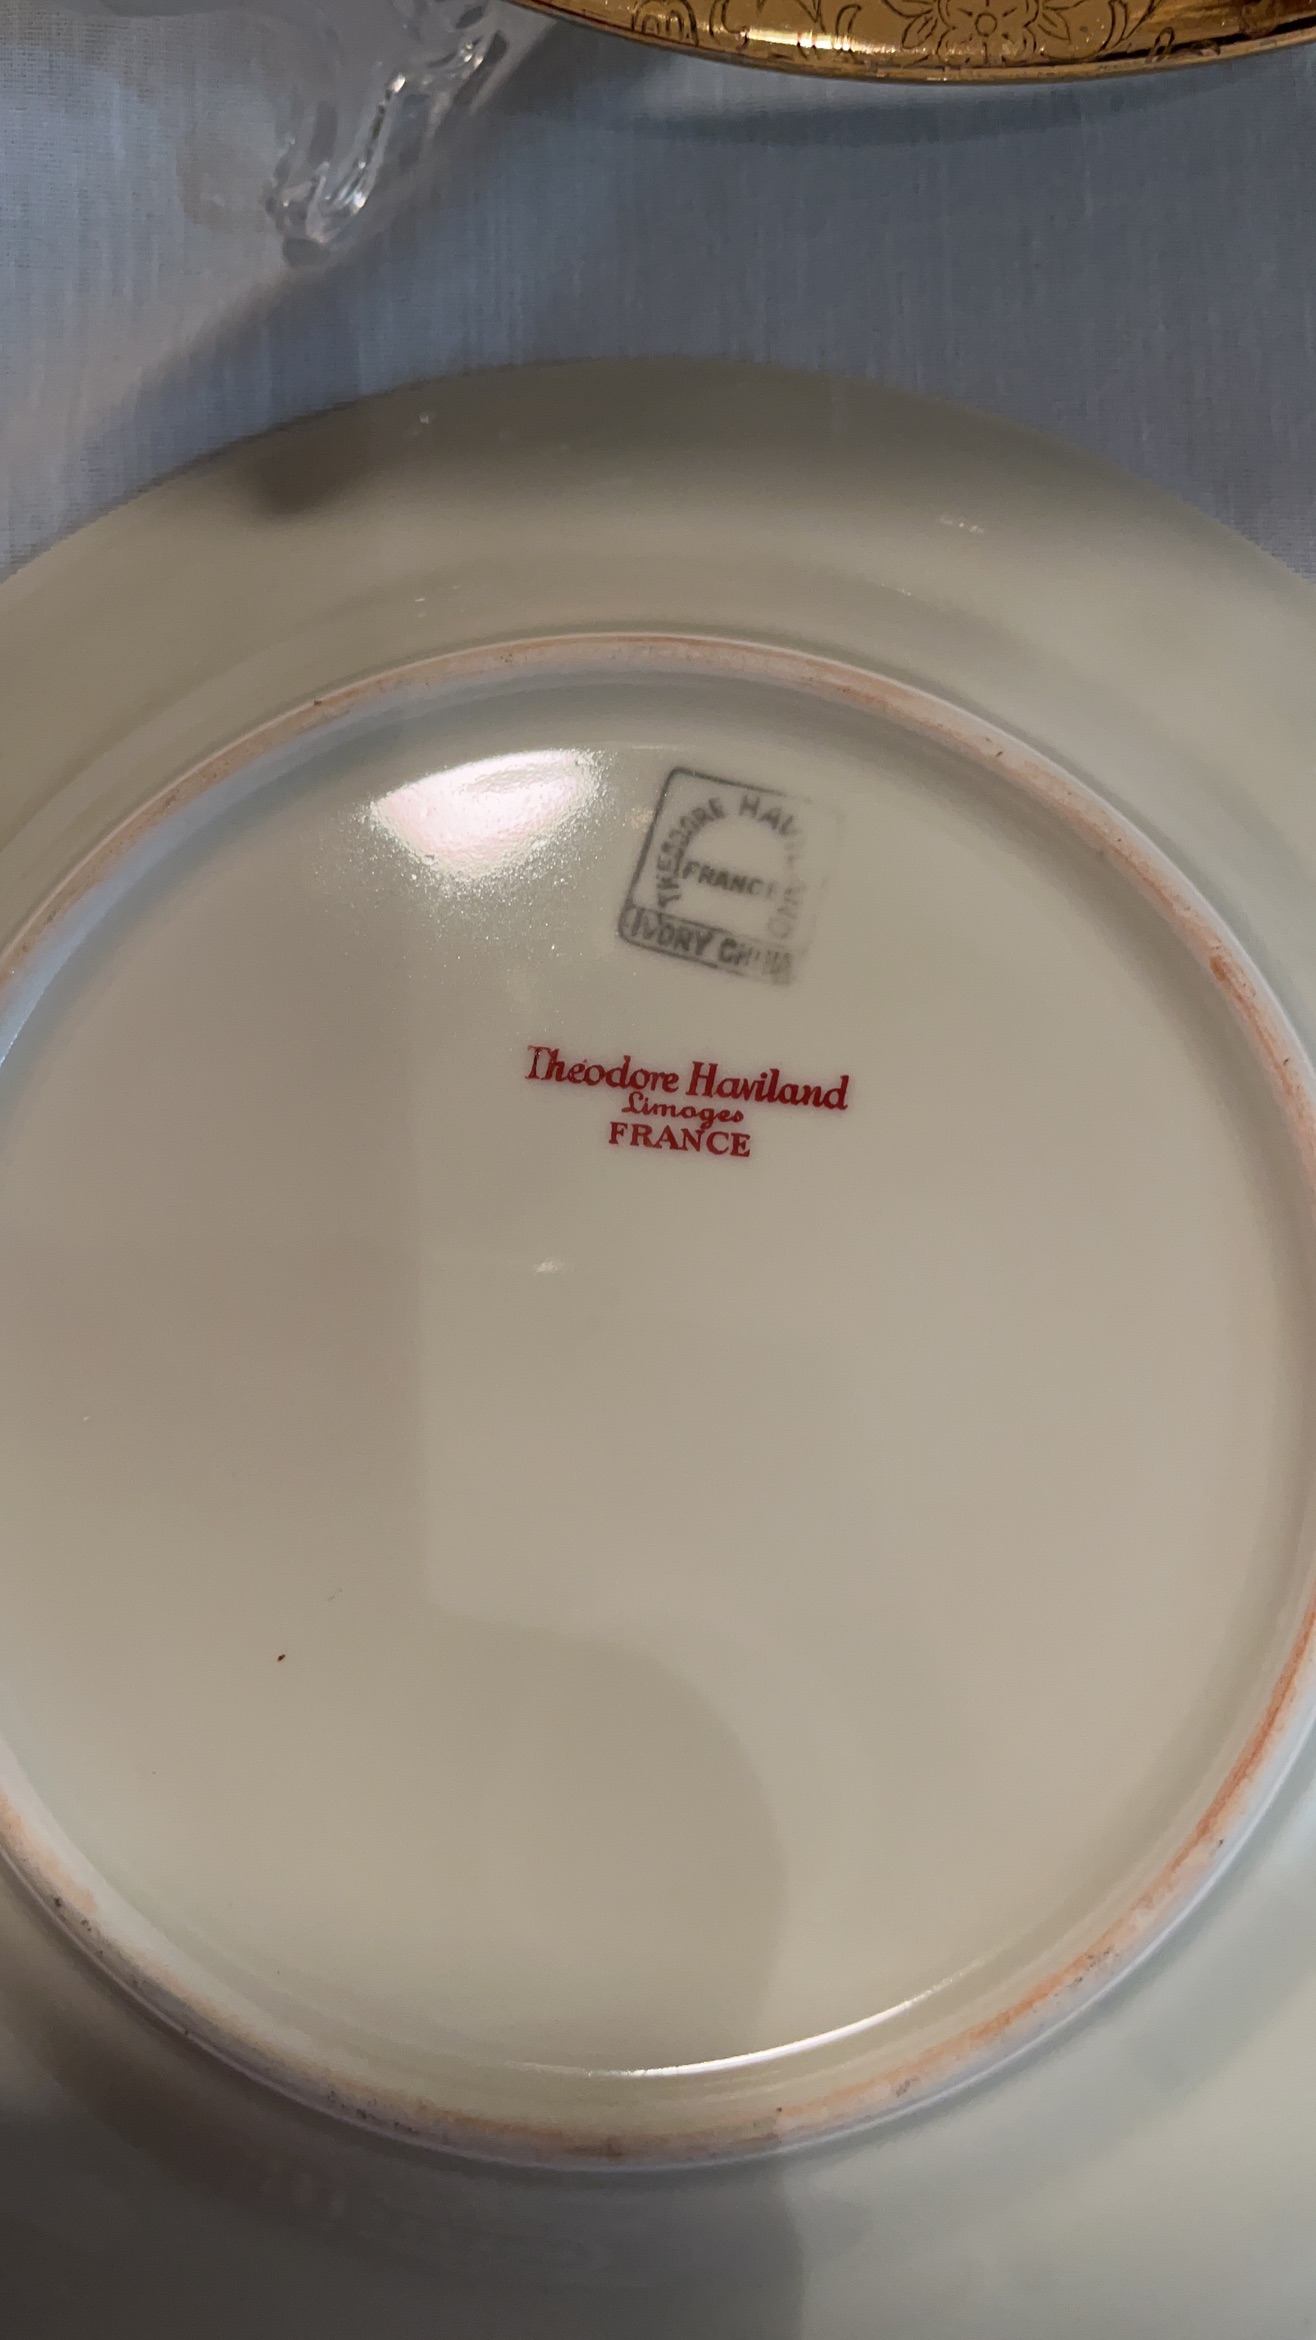 THEODORE HAVILAND
FRANCE
IVORY CHINA
Theodore Haviland
Limoges
FRANCE